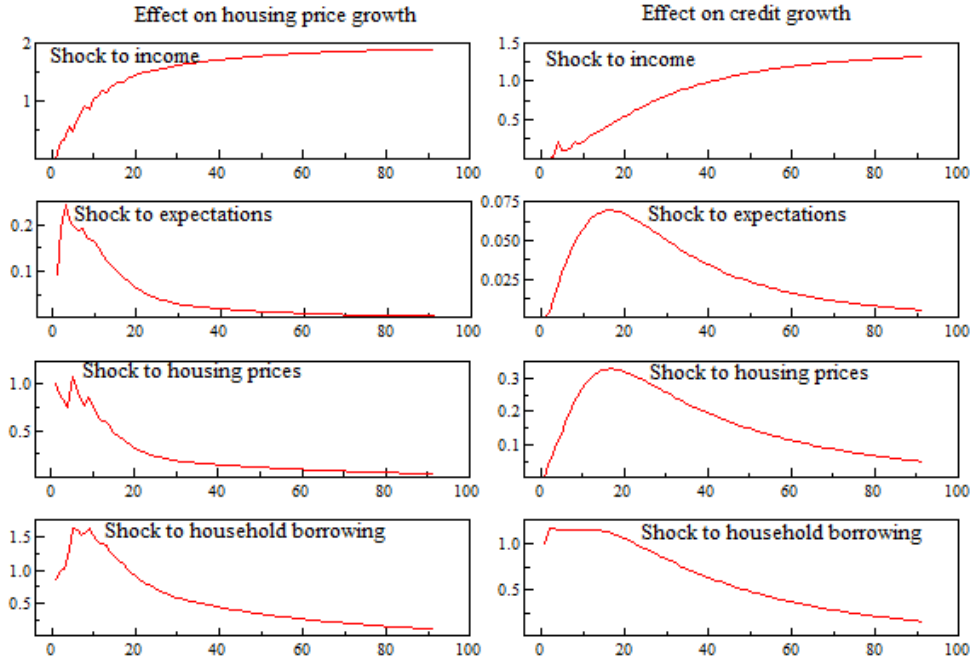 Effect on housing price growth
Effect on credit growth
Shock to income
2
1
0 20 40 60 80 100
Shock to income
1.5
1.0
0.5
0 20 40 60 80 100
Shock to expectations
0.2
0.1
0 20 40 60 80 100
Shock to expectations
0.075
0.050
0.025
0 20 40 60 80 100
Shock to housing prices
1.0
0.5
0 20 40 60 80 100
Shock to housing prices
0.3
0.2
0.1
0 20 40 60 80 100
Shock to household borrowing
1.5
1.0
0.5
0 20 40 60 80 100
Shock to household borrowing
1.0
0.5
0 20 40 60 80 100